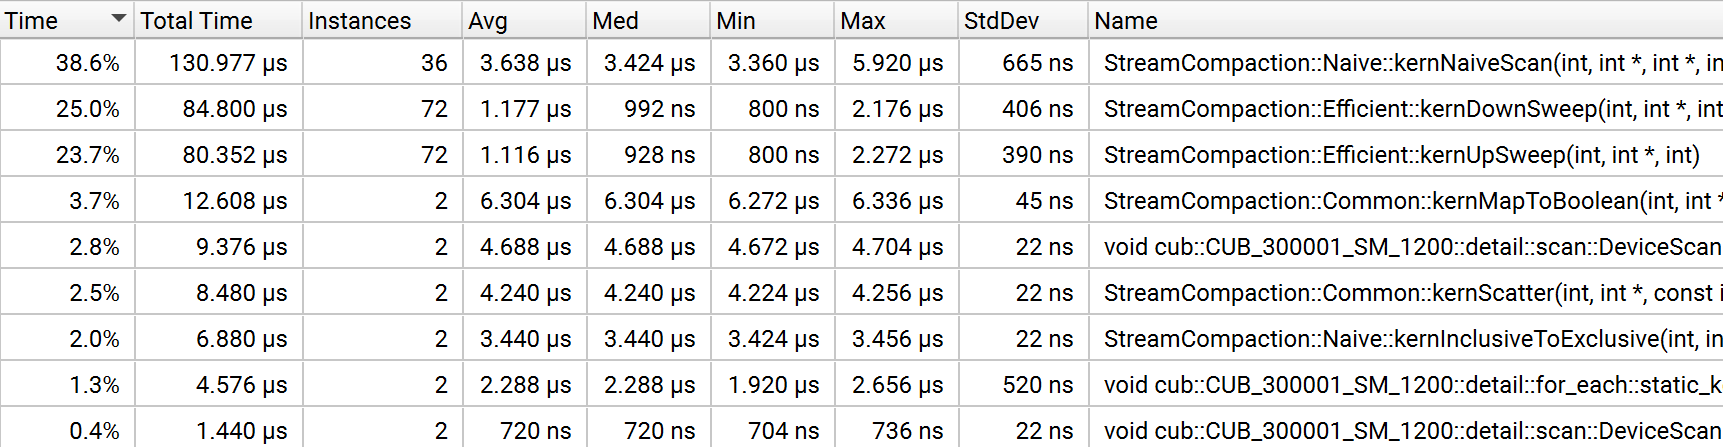 Time Total Time Instances Avg Med Min Max StdDev Name
38.6% 130.977 μs 36 3.638 μs 3.424 μs 3.360 μs 5.920 μs 665 ns StreamCompaction::Naive::kernNaiveScan(int, int *, int *, in
25.0% 84.800 μs 72 1.177 μs 992 ns 800 ns 2.176 μs 406 ns StreamCompaction::Efficient::kernDownSweep(int, int *, int
23.7% 80.352 μs 72 1.116 μs 928 ns 800 ns 2.272 μs 390 ns StreamCompaction::Efficient::kernUpSweep(int, int *, int)
3.7% 12.608 μs 2 6.304 μs 6.304 μs 6.272 μs 6.336 μs 45 ns StreamCompaction::Common::kernMapToBoolean(int, int *
2.8% 9.376 μs 2 4.688 μs 4.688 μs 4.672 μs 4.704 μs 22 ns void cub::CUB_300001_SM_1200::detail::scan::DeviceScan
2.5% 8.480 μs 2 4.240 μs 4.240 μs 4.224 μs 4.256 μs 22 ns StreamCompaction::Common::kernScatter(int, int *, const i
2.0% 6.880 μs 2 3.440 μs 3.440 μs 3.424 μs 3.456 μs 22 ns StreamCompaction::Naive::kernInclusiveToExclusive(int, in
1.3% 4.576 μs 2 2.288 μs 2.288 μs 1.920 μs 2.656 μs 520 ns void cub::CUB_300001_SM_1200::detail::for_each::static_k
0.4% 1.440 μs 2 720 ns 720 ns 704 ns 736 ns 22 ns void cub::CUB_300001_SM_1200::detail::scan::DeviceScan